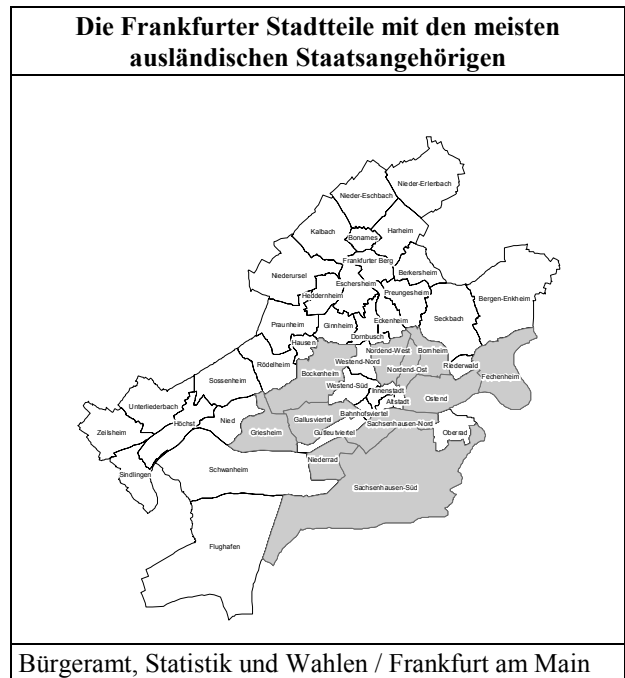 Die Frankfurter Stadtteile mit den meisten
ausländischen Staatsangehörigen
Nieder-Erlenbach
Nieder-Eschbach
Kalbach
Harheim
Bonames
Frankfurter Berg
Niederursel
Berkersheim
Eschersheim
Heddernheim
Preungesheim
Bergen-Enkheim
Praunheim
Ginnheim
Eckenheim
Seckbach
Dornbusch
Hausen
Nordend-West
Bornheim
Rödelheim
Westend-Nord
Riederwald
Fechenheim
Bockenheim
Nordend-Ost
Sossenheim
Westend-Süd
Innenstadt
Ostend
Unterliederbach
Altstadt
Zeilsheim
Höchst
Nied
Gallusviertel
Bahnhofsviertel
Griesheim
Gutleutviertel
Sachsenhausen-Nord
Oberrad
Sindlingen
Schwanheim
Niederrad
Sachsenhausen-Süd
Flughafen
Bürgeramt, Statistik und Wahlen / Frankfurt am Main